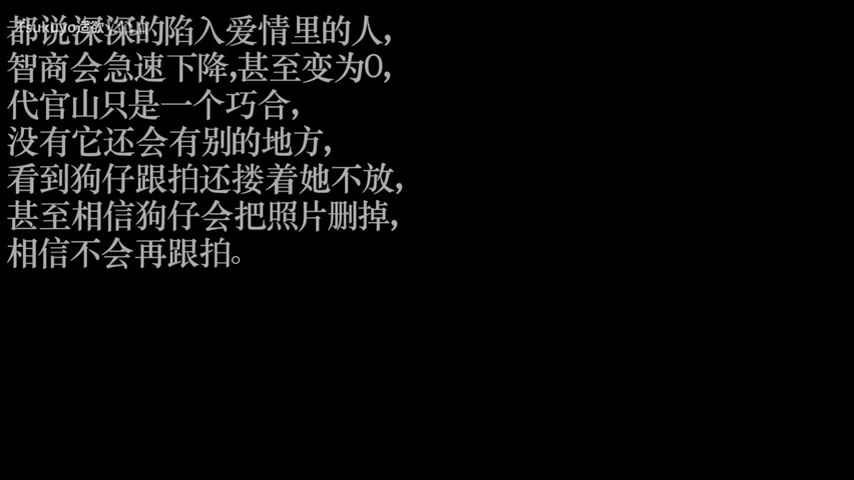 都说深深的陷入爱情里的人,
智商会急速下降,甚至变为0,
代官山只是一个巧合,
没有它还会有别的地方,
看到狗仔跟拍还搂着她不放,
甚至相信狗仔会把照片删掉,
相信不会再跟拍。